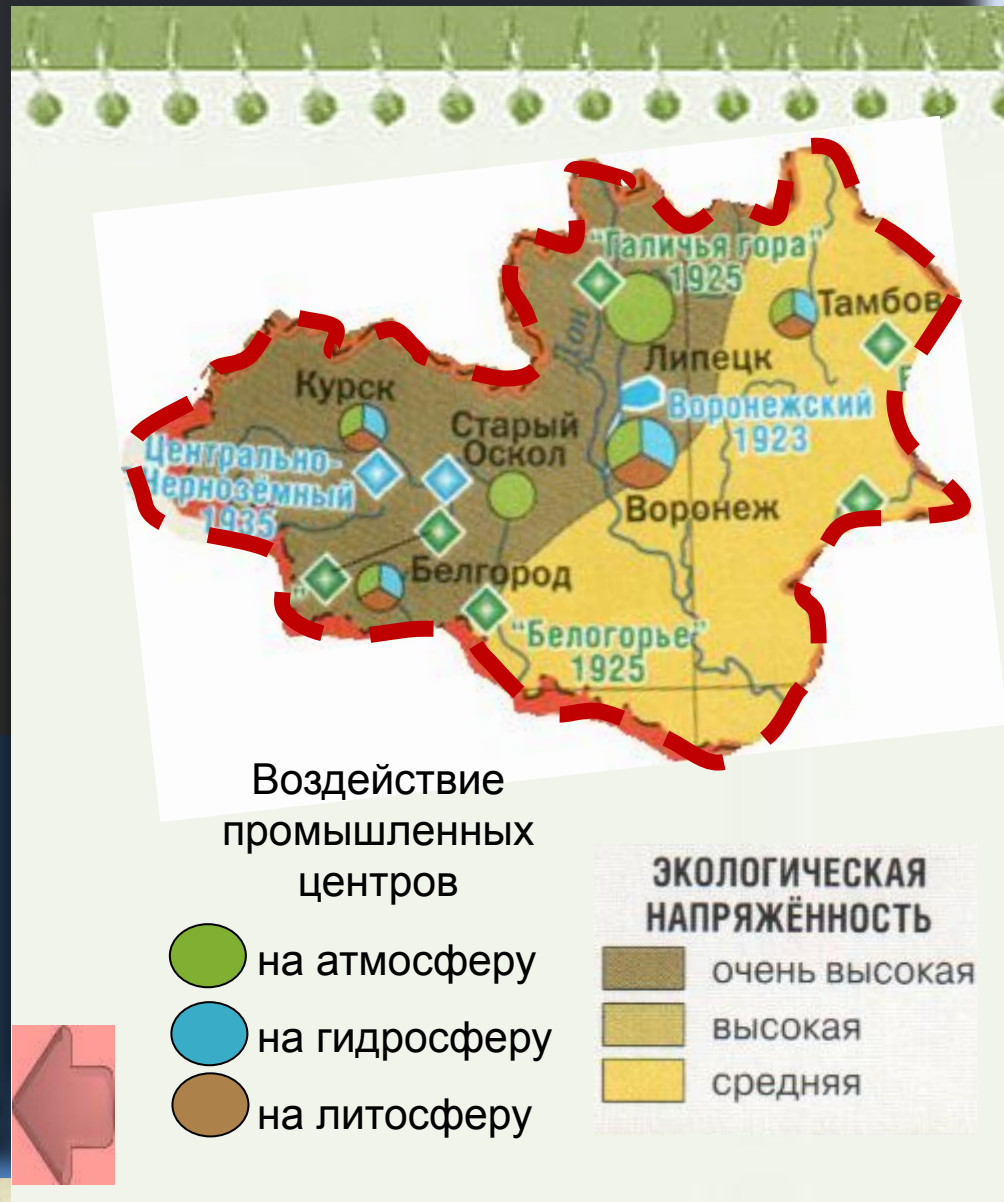 "Галичья гора"
1925
Дон
Тамбов
Липецк
Курск
Воронежский
1923
Старый
Оскол
Центрально-
Чернозёмный
1935
Воронеж
Белгород
"
"Белогорье"
1925
Воздействие
промышленных
центров
на атмосферу
на гидросферу
на литосферу
ЭКОЛОГИЧЕСКАЯ
НАПРЯЖЁННОСТЬ
очень высокая
высокая
средняя